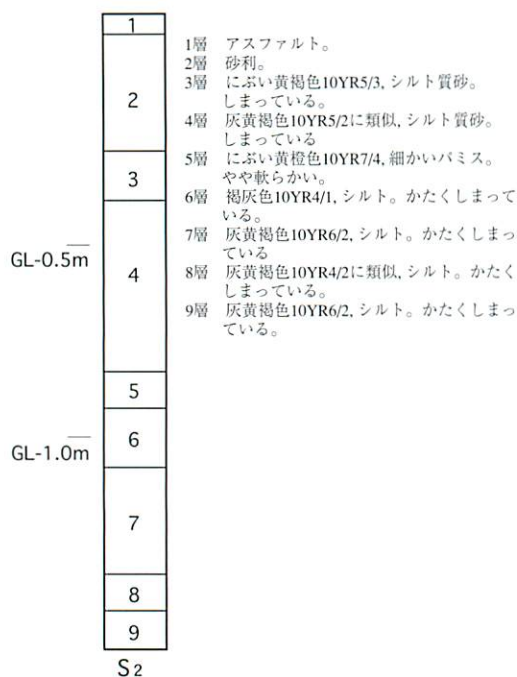 1
2
3
GL-0.5m
4
5
GL-1.0m
6
7
8
9
S2
1層 アスファルト。
2層 砂利。
3層 にぶい黄褐色10YR5/3, シルト質砂。
しまっている。
4層 灰黄褐色10YR5/2に類似, シルト質砂。
しまっている
5層 にぶい黄橙色10YR7/4, 細かいパミス。
やや軟らかい。
6層 褐灰色10YR4/1, シルト。かたくしまって
いる。
7層 灰黄褐色10YR6/2, シルト。かたくしまっ
ている
8層 灰黄褐色10YR4/2に類似, シルト。かたく
しまっている。
9層 灰黄褐色10YR6/2, シルト。かたくしまっ
ている。